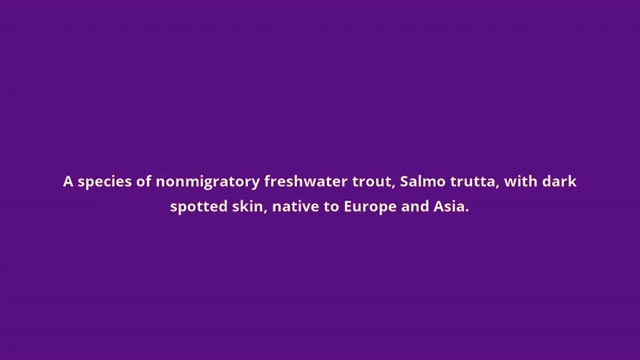 A species of nonmigratory freshwater trout, Salmo trutta, with dark
spotted skin, native to Europe and Asia.